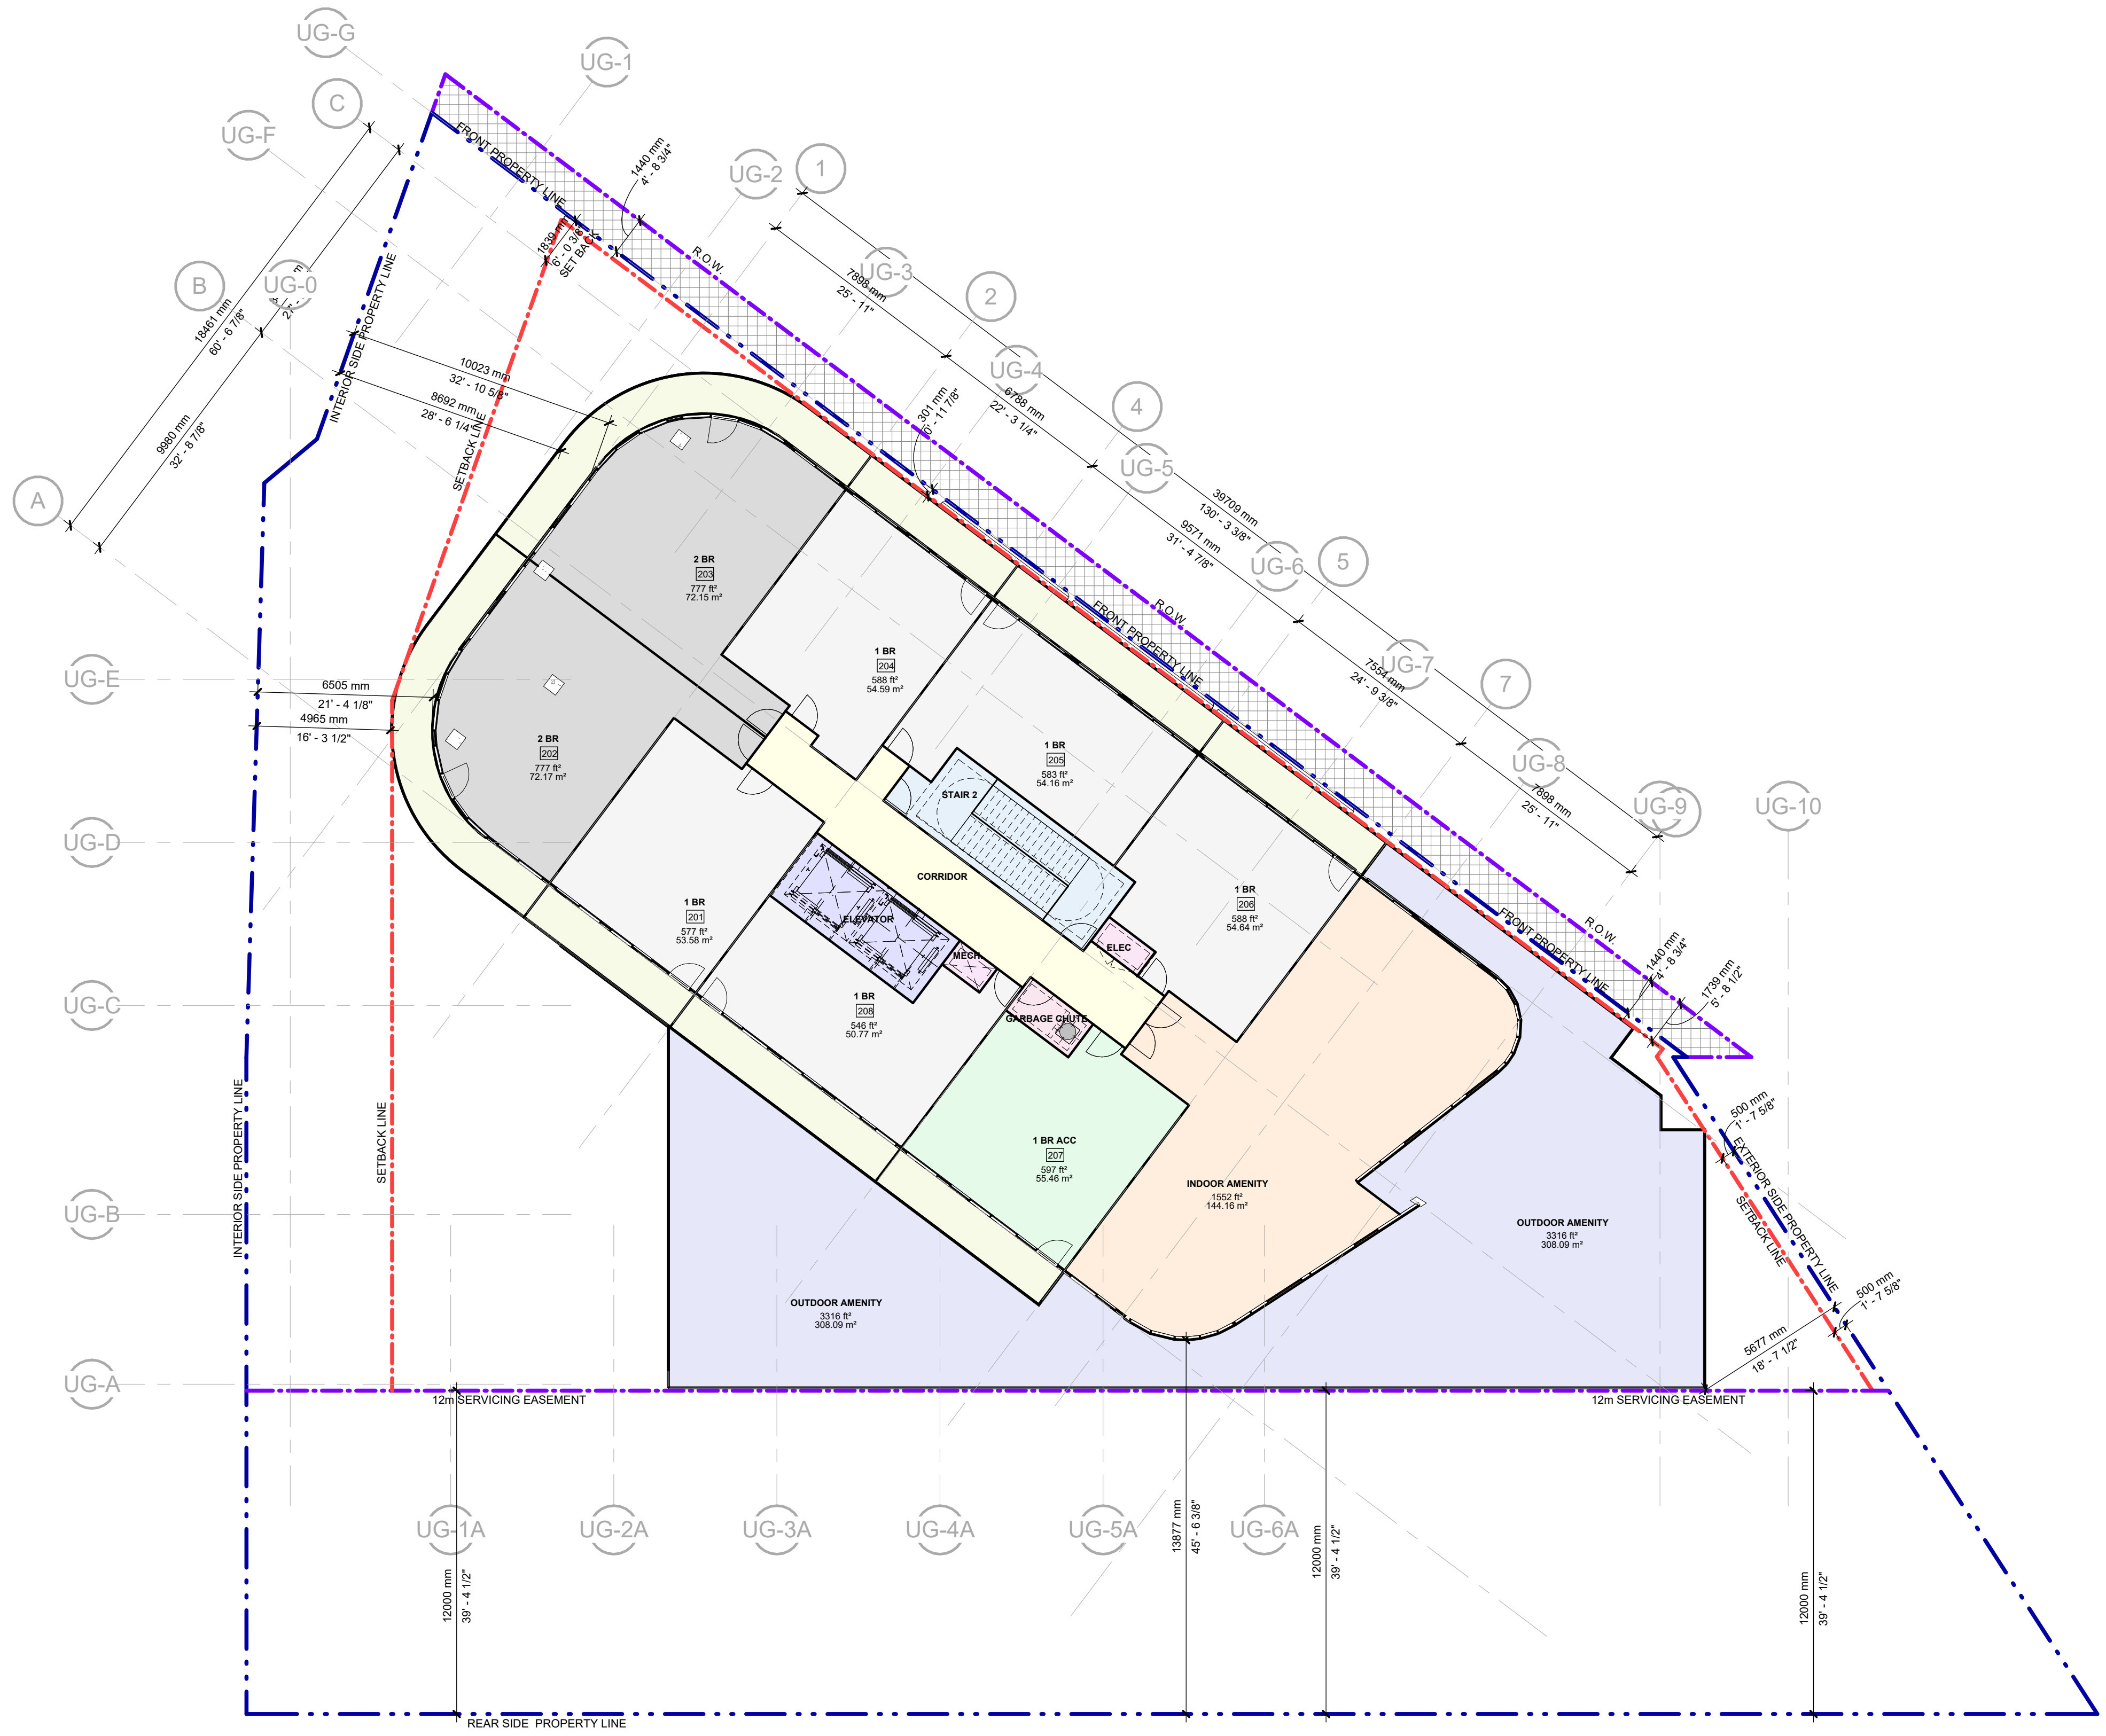 UG-G
UG-1
C
UG-F
UG-2
1
FRONT PROPERTY LINE
1440 mm
4' - 8 3/4"
1839 mm
6' - 0 3/8"
SET BACK
R.O.W.
B
UG-0
UG-3
2
7898 mm
25' - 11"
18461 mm
60' - 6 7/8"
INTERIOR SIDE PROPERTY LINE
10023 mm
32' - 10 5/8"
8692 mm
28' - 6 1/4"
UG-4
4
6788 mm
22' - 3 1/4"
301 mm
0' - 11 7/8"
9980 mm
32' - 8 7/8"
SETBACK LINE
A
UG-5
39709 mm
130' - 3 3/8"
9571 mm
31' - 4 7/8"
UG-6
5
2 BR
203
777 ft²
72.15 m²
R.O.W.
FRONT PROPERTY LINE
1 BR
204
588 ft²
54.59 m²
UG-7
7
7554 mm
24' - 9 3/8"
UG-E
6505 mm
21' - 4 1/8"
4965 mm
16' - 3 1/2"
2 BR
202
777 ft²
72.17 m²
1 BR
205
583 ft²
54.16 m²
UG-8
7898 mm
25' - 11"
UG-9
UG-10
STAIR 2
UG-D
CORRIDOR
1 BR
201
577 ft²
53.58 m²
ELEVATOR
1 BR
206
588 ft²
54.64 m²
ELEC
MECH.
FRONT PROPERTY LINE
R.O.W.
1440 mm
4' - 8 3/4"
1739 mm
5' - 8 1/2"
UG-C
1 BR
208
546 ft²
50.77 m²
GARBAGE CHUTE
500 mm
1' - 7 5/8"
INTERIOR SIDE PROPERTY LINE
SETBACK LINE
1 BR ACC
207
597 ft²
55.46 m²
INDOOR AMENITY
1552 ft²
144.16 m²
EXTERIOR SIDE PROPERTY LINE
SETBACK LINE
UG-B
OUTDOOR AMENITY
3316 ft²
308.09 m²
OUTDOOR AMENITY
3316 ft²
308.09 m²
500 mm
1' - 7 5/8"
5677 mm
18' - 7 1/2"
UG-A
12m SERVICING EASEMENT
12m SERVICING EASEMENT
UG-1A
UG-2A
UG-3A
UG-4A
UG-5A
UG-6A
13877 mm
45' - 6 3/8"
12000 mm
39' - 4 1/2"
12000 mm
39' - 4 1/2"
12000 mm
39' - 4 1/2"
REAR SIDE PROPERTY LINE